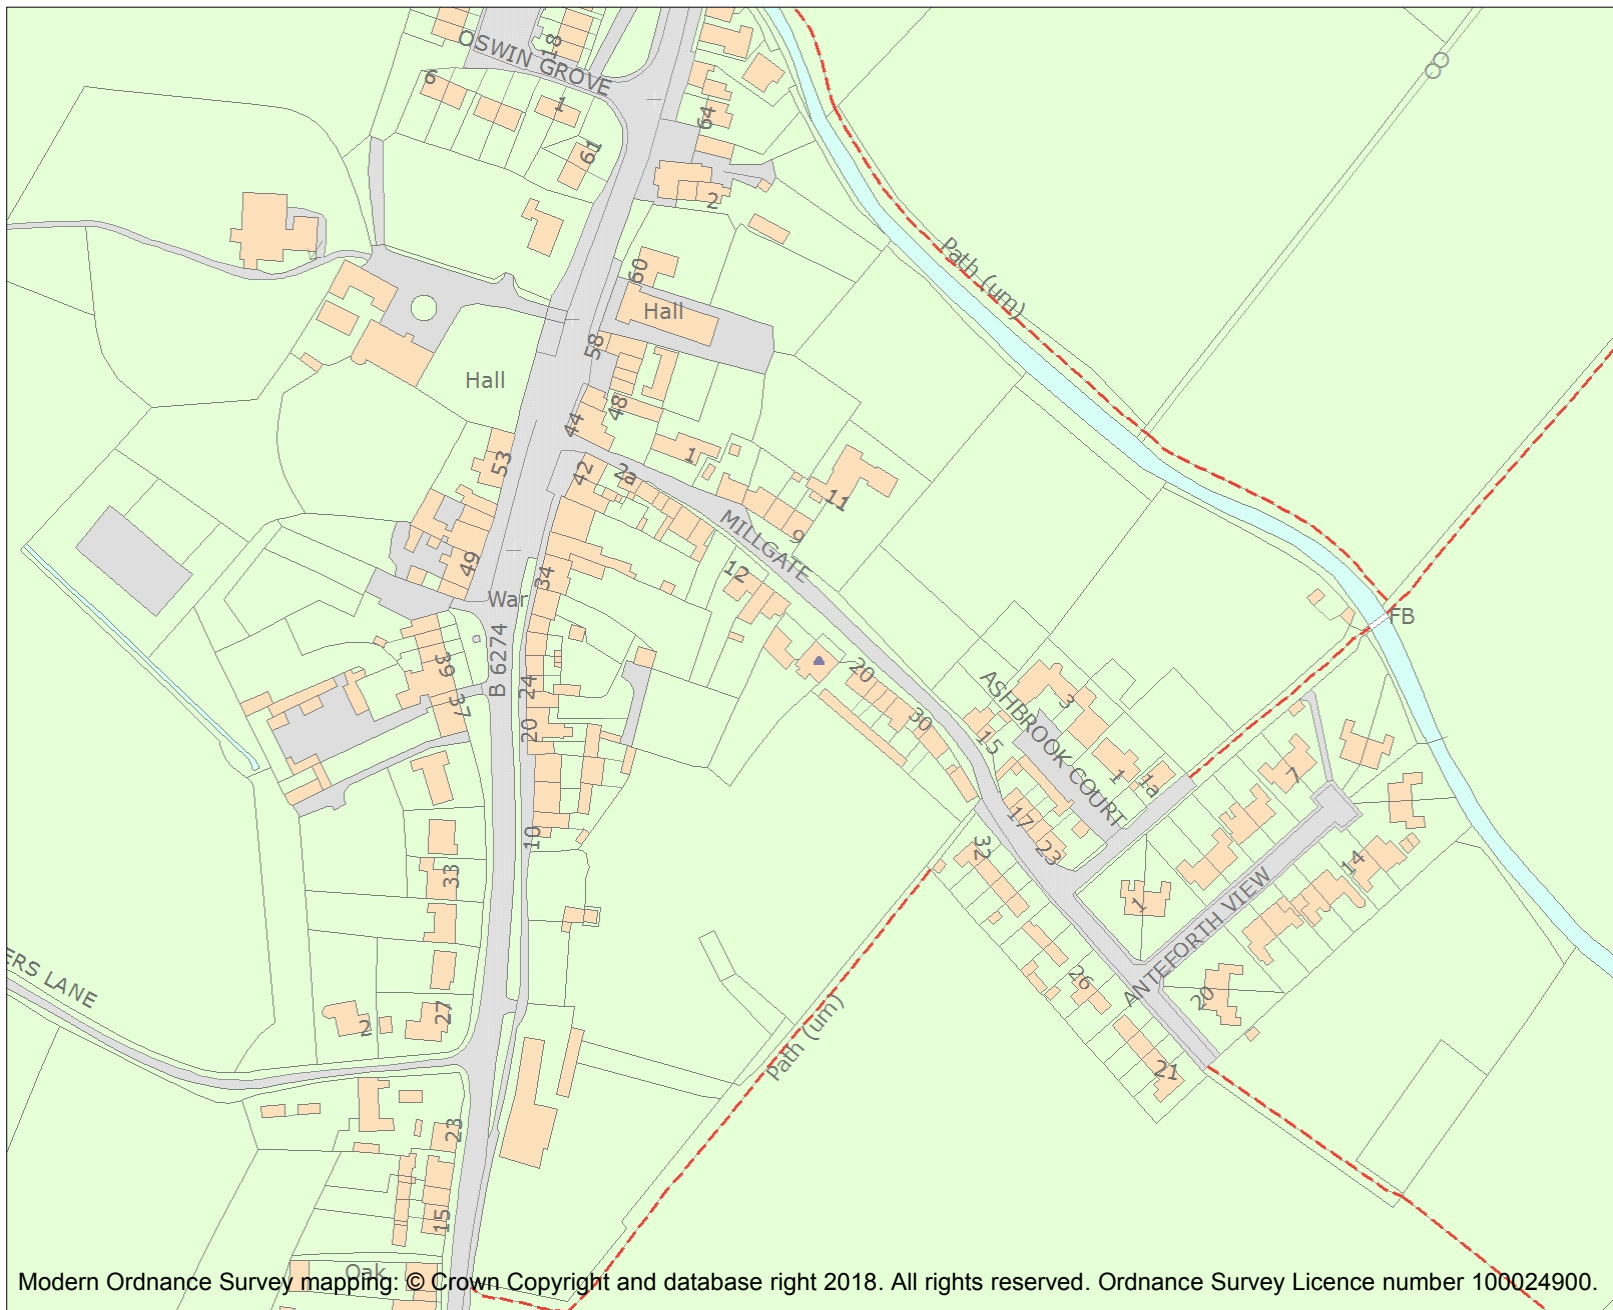 OSWIN GROVE
18
6
1
61
64
2
60
Hall
58
Hall
48
44
53
42
2a
1
11
9
MILLGATE
12
49
34
War
B 6274
39
37
24
20
10
33
27
2
ERS LANE
23
15
Oak
Path (um)
FB
20
30
15
ASHBROOK COURT
3
1
1a
17
23
32
7
14
1
ANTEFORTH VIEW
20
26
21
Path (um)
Modern Ordnance Survey mapping: © Crown Copyright and database right 2018. All rights reserved. Ordnance Survey Licence number 100024900.